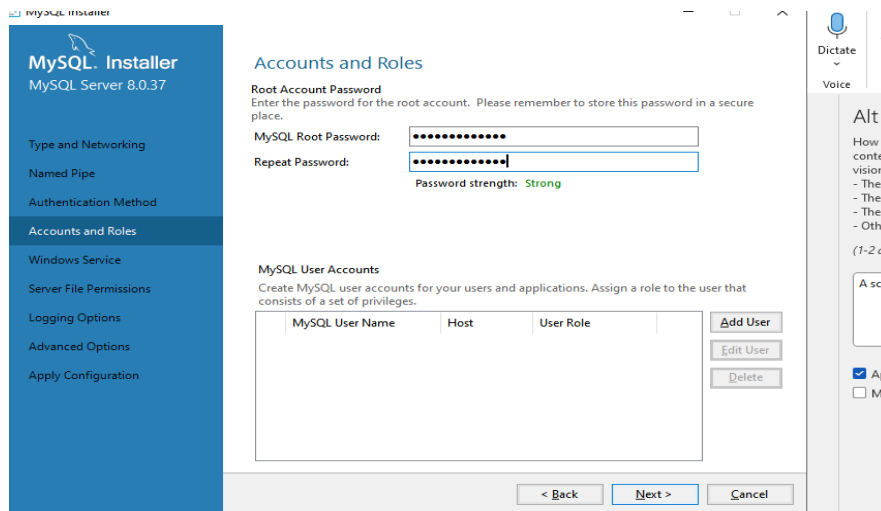 MySQL Installer
MySQL. Installer
MySQL Server 8.0.37
Type and Networking
Named Pipe
Authentication Method
Accounts and Roles
Windows Service
Server File Permissions
Logging Options
Advanced Options
Apply Configuration
Accounts and Roles
Root Account Password
Enter the password for the root account. Please remember to store this password in a secure
place.
MySQL Root Password: •••••••••••••
Repeat Password: •••••••••••••
Password strength: Strong
MySQL User Accounts
Create MySQL user accounts for your users and applications. Assign a role to the user that
consists of a set of privileges.
MySQL User Name Host User Role
Add User
Edit User
Delete
< Back Next > Cancel
Dictate
Voice
Alt
How
conte
vision
- The
- The
- The
- Oth
(1-2
A sc
A
M